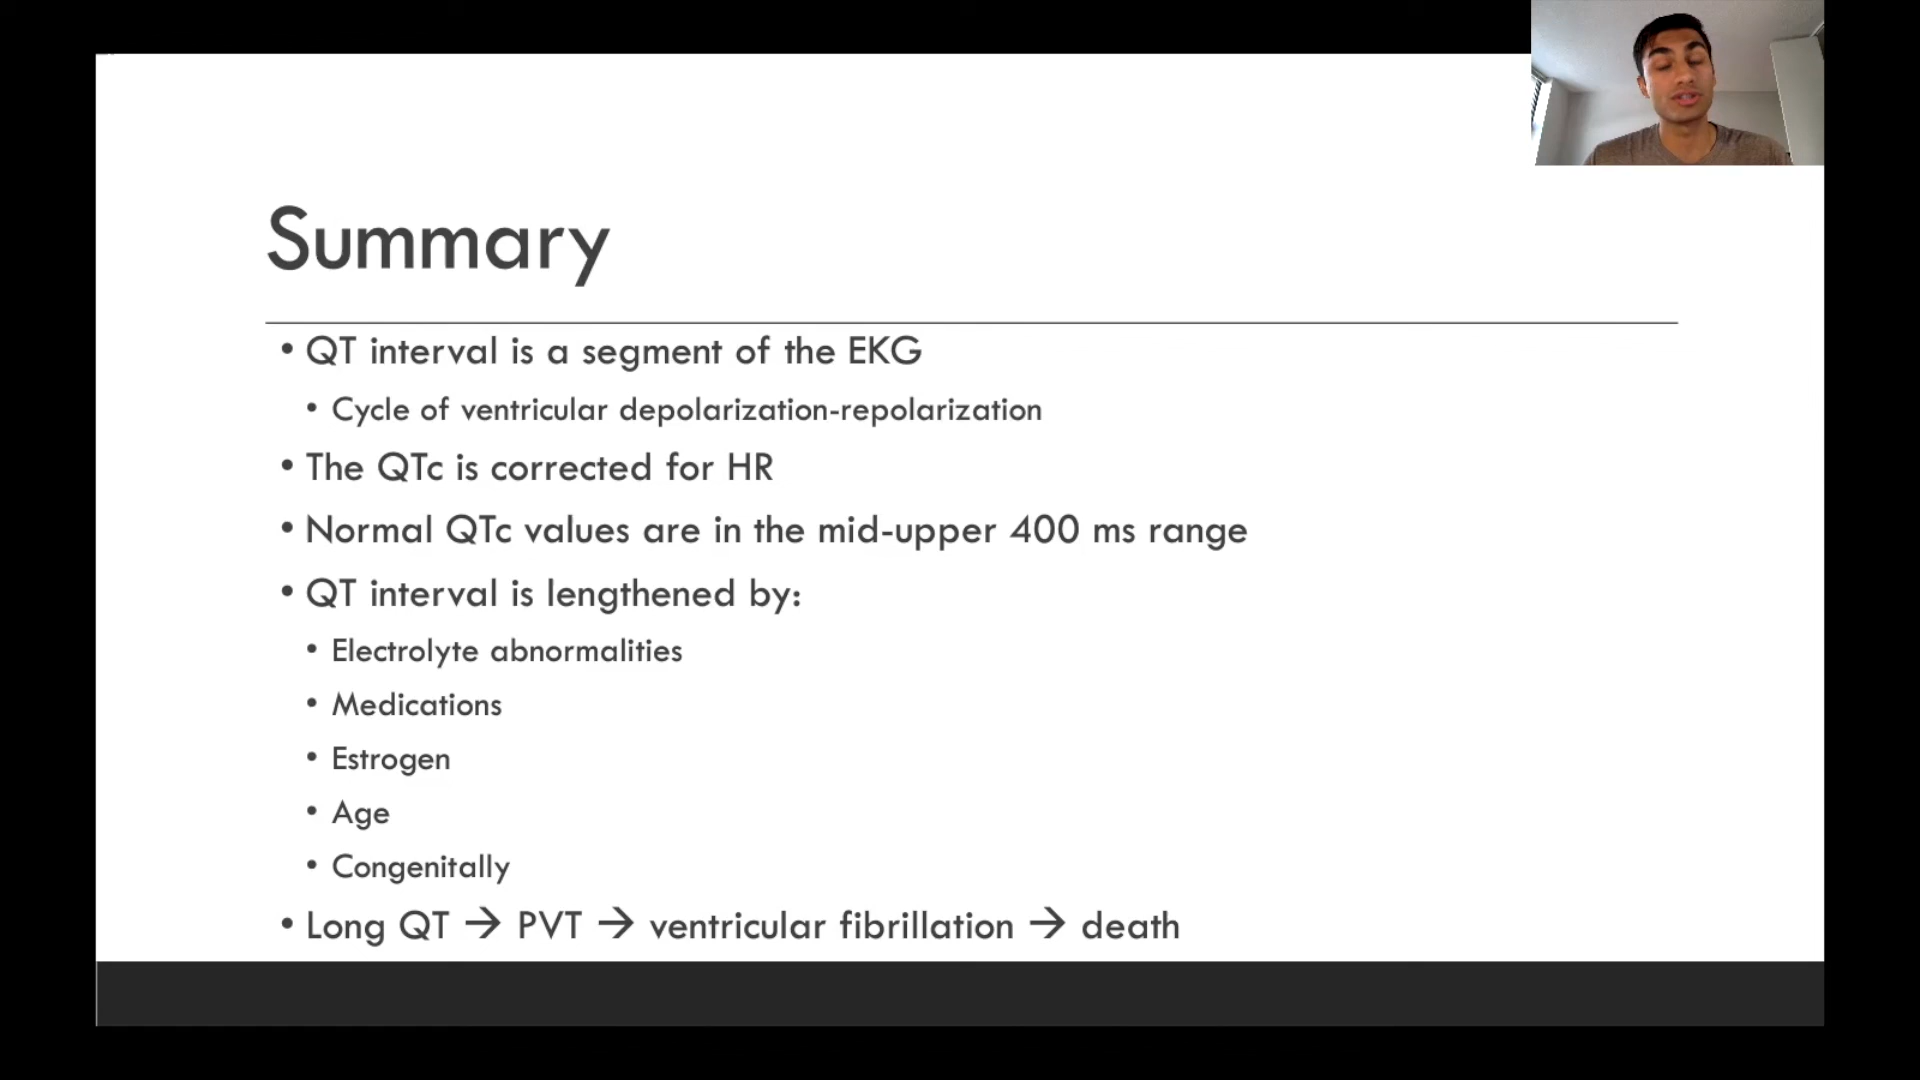 Summary
• QT interval is a segment of the EKG
• Cycle of ventricular depolarization-repolarization
• The QTc is corrected for HR
• Normal QTc values are in the mid-upper 400 ms range
• QT interval is lengthened by:
• Electrolyte abnormalities
• Medications
• Estrogen
• Age
• Congenitally
• Long QT → PVT → ventricular fibrillation → death